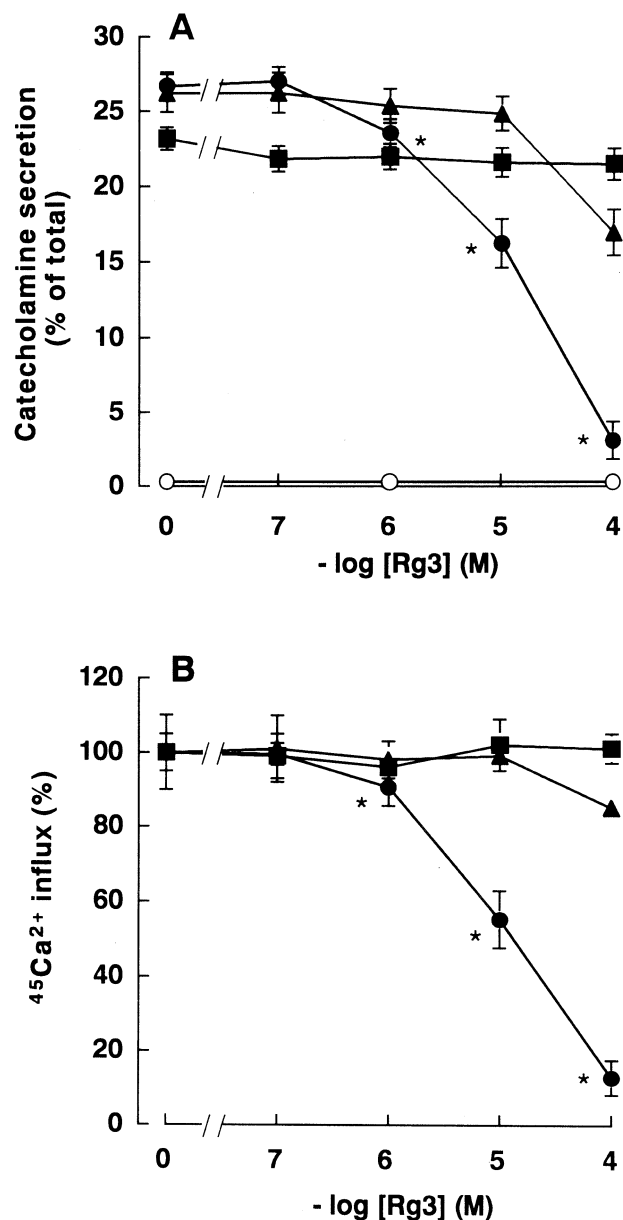 A
30
25
20
15
10
5
0
Catecholamine secretion
(% of total)
*
*
*
0 7 6 5 4
- log [Rg3] (M)
B
120
100
80
60
40
20
0
⁴⁵Ca²⁺ influx (%)
*
*
*
0 7 6 5 4
- log [Rg3] (M)